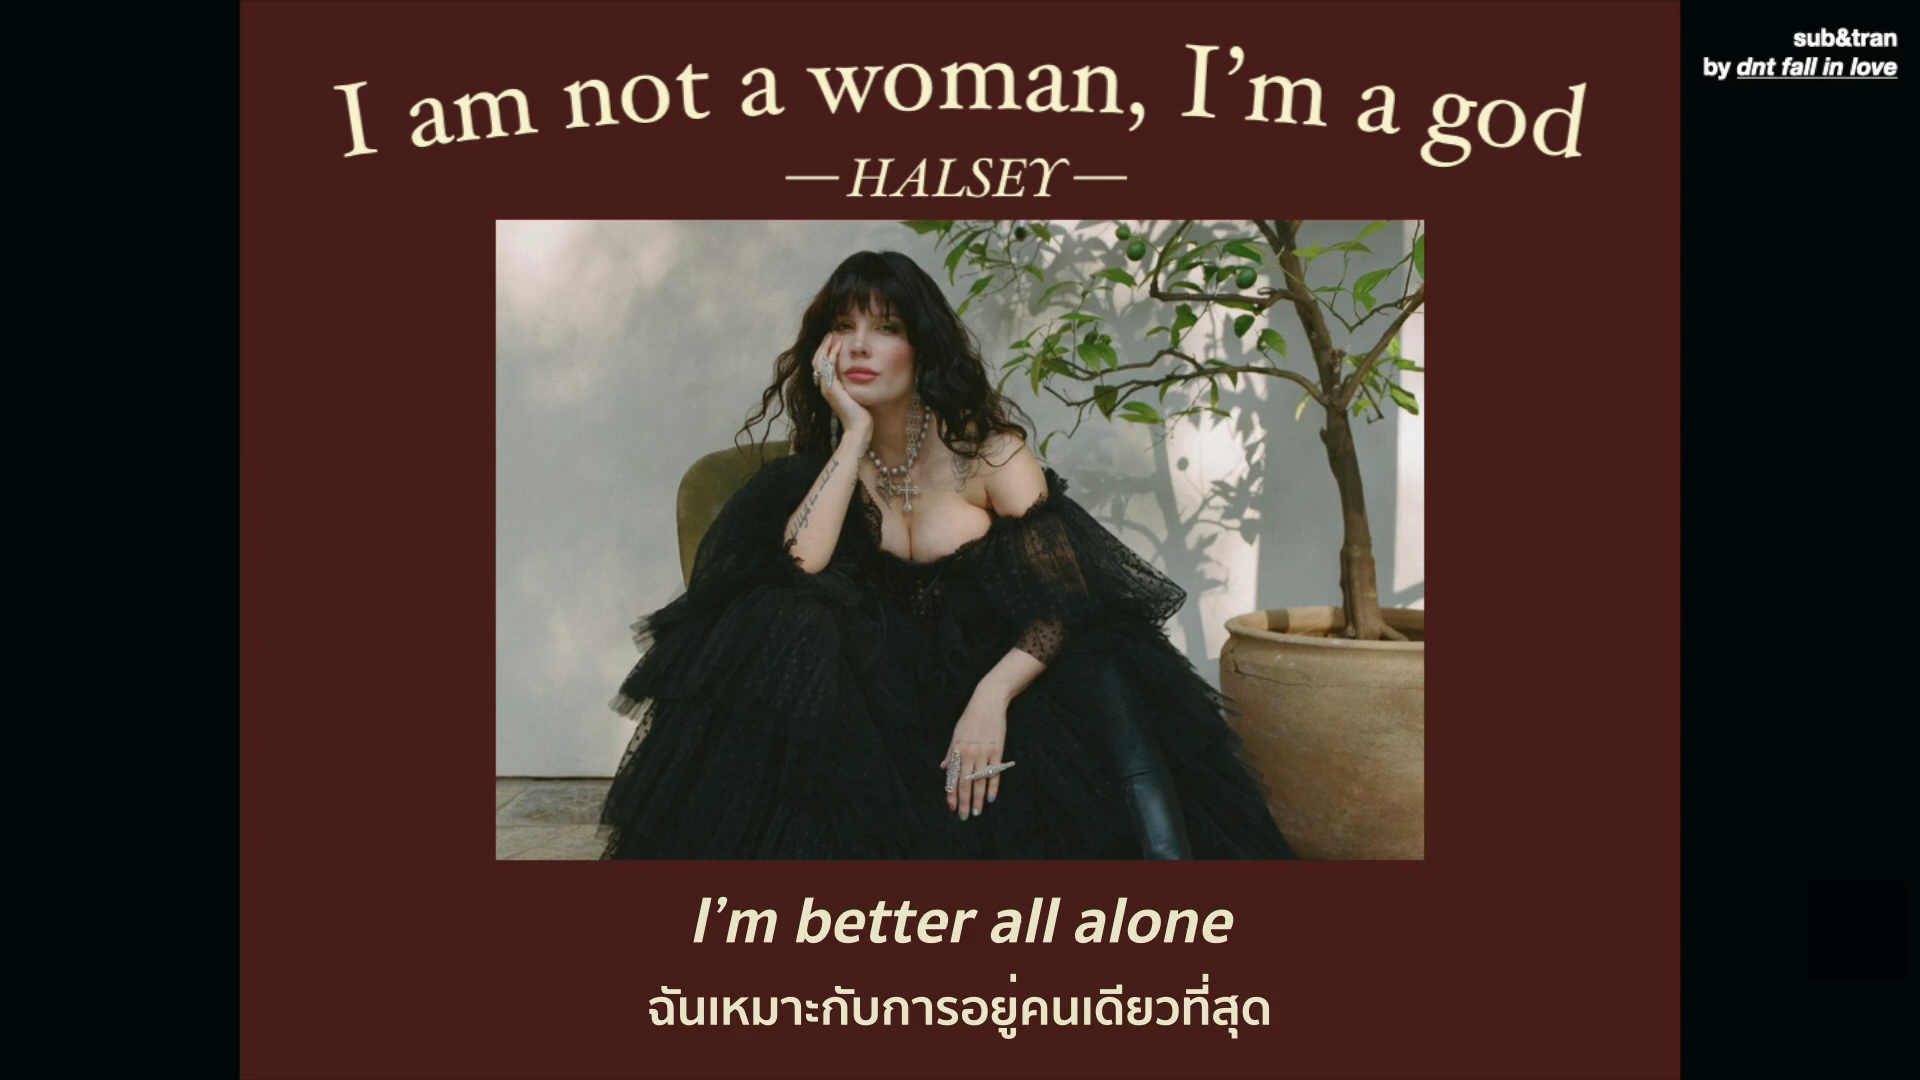 sub&tran
by dnt fall in love
I am not a woman, I'm a god
—HALSEY—
I'm better all alone
ฉันเหมาะกับการอยู่คนเดียวที่สุด